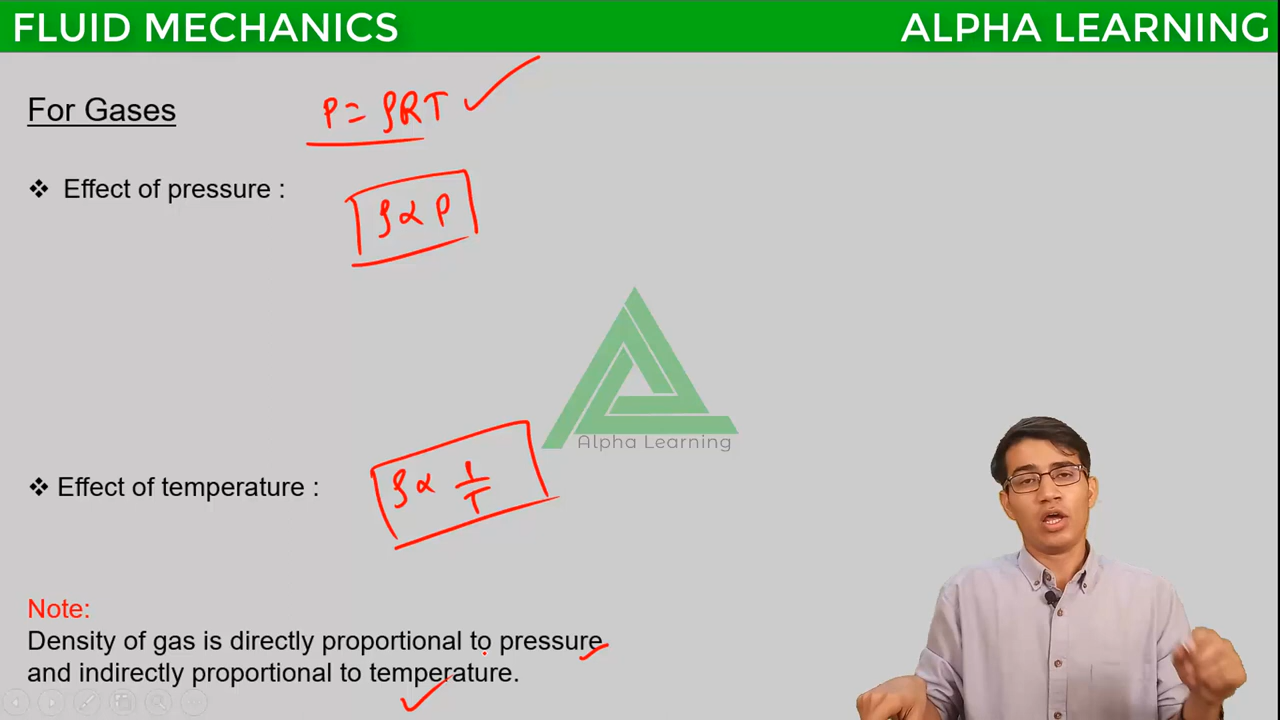 FLUID MECHANICS
ALPHA LEARNING
For Gases
P = ρRT
❖ Effect of pressure :
ρ ∝ P
Alpha Learning
❖ Effect of temperature :
ρ ∝ 1/T
Note:
Density of gas is directly proportional to pressure
and indirectly proportional to temperature.